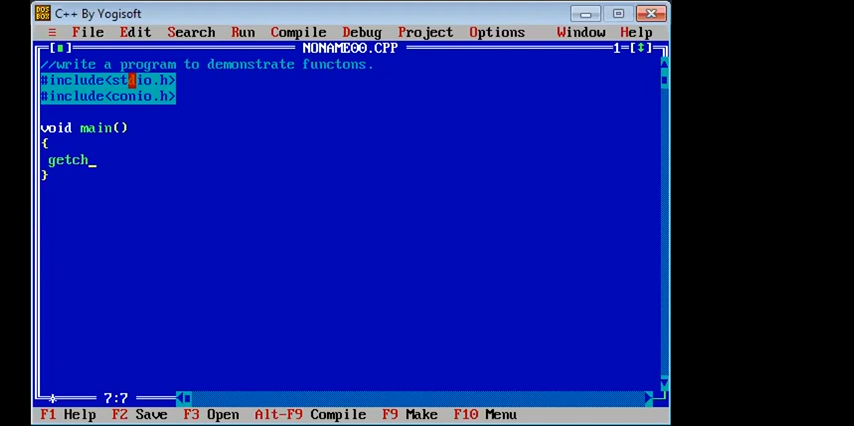 C++ By Yogisoft
≡ File Edit Search Run Compile Debug Project Options Window Help
[■] NONAME00.CPP 1=[↕]
//write a program to demonstrate functons.
#include<stdio.h>
#include<conio.h>
void main()
{
getch_
}
7:7
F1 Help F2 Save F3 Open Alt-F9 Compile F9 Make F10 Menu